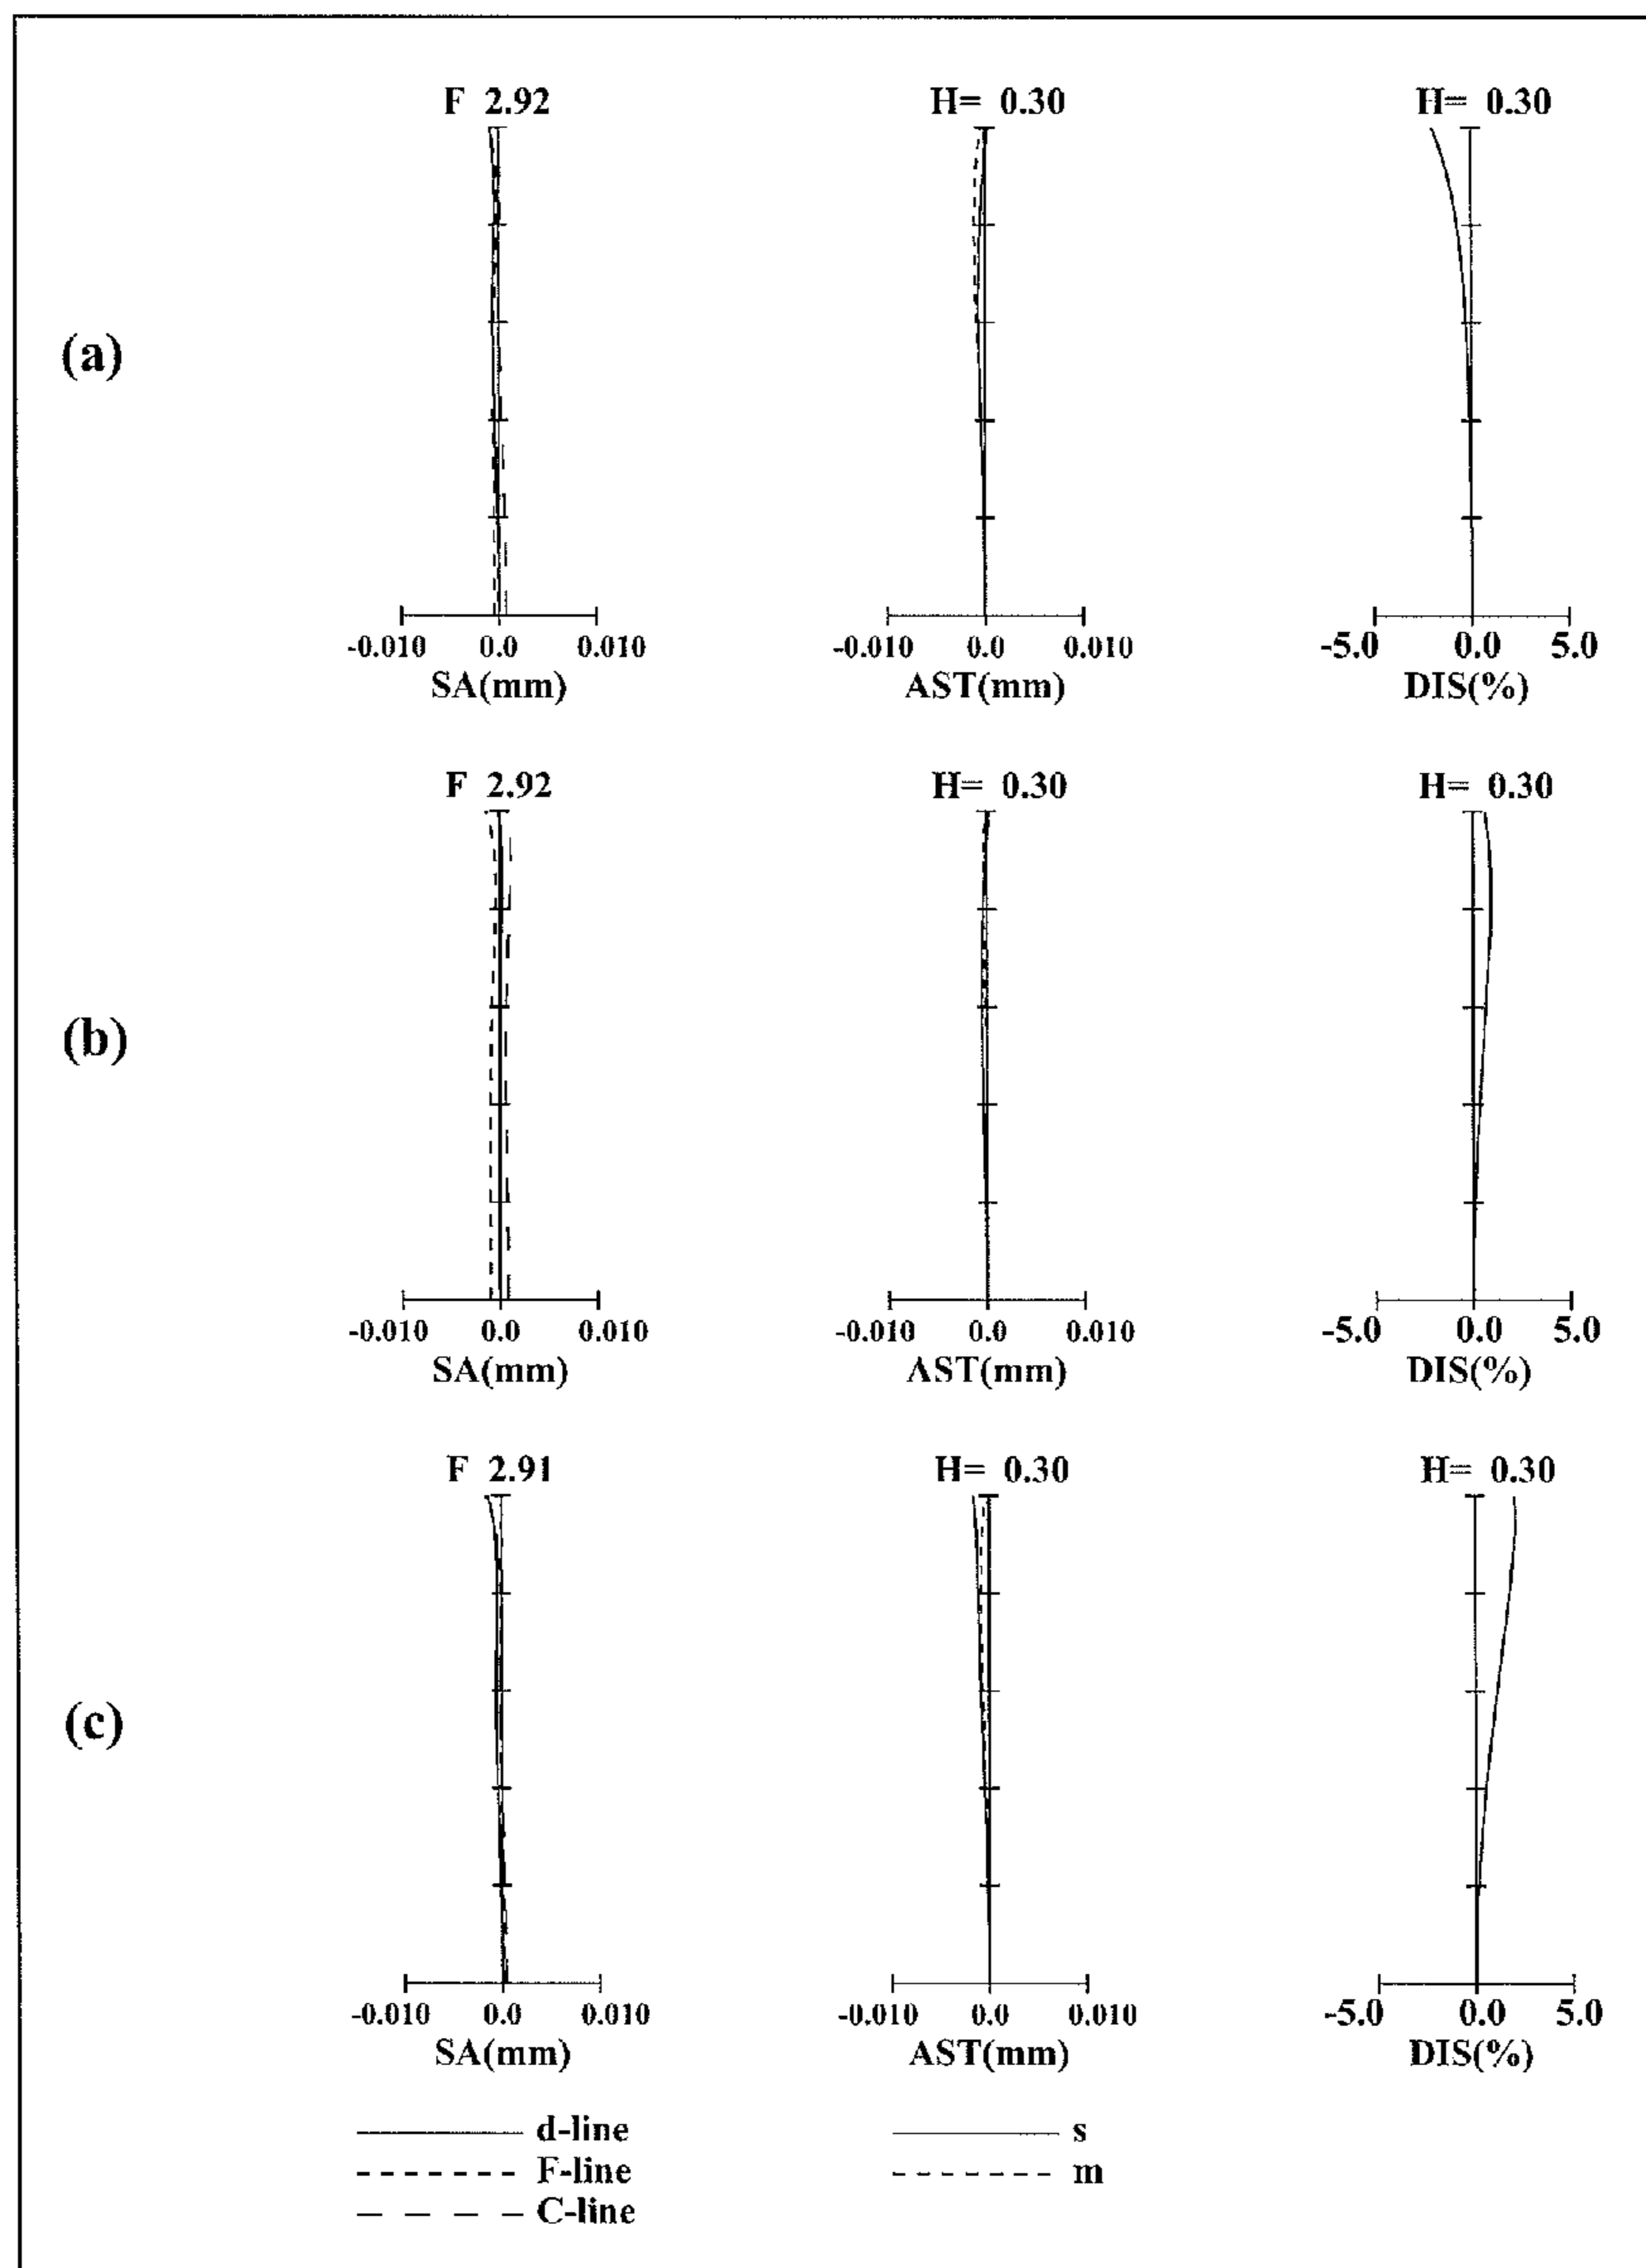 F 2.92 H= 0.30 H= 0.30
(a)
-0.010 0.0 0.010 -0.010 0.0 0.010 -5.0 0.0 5.0
SA(mm) AST(mm) DIS(%)
F 2.92 H= 0.30 H= 0.30
(b)
-0.010 0.0 0.010 -0.010 0.0 0.010 -5.0 0.0 5.0
SA(mm) AST(mm) DIS(%)
F 2.91 H= 0.30 H= 0.30
(c)
-0.010 0.0 0.010 -0.010 0.0 0.010 -5.0 0.0 5.0
SA(mm) AST(mm) DIS(%)
d-line s
F-line m
C-line